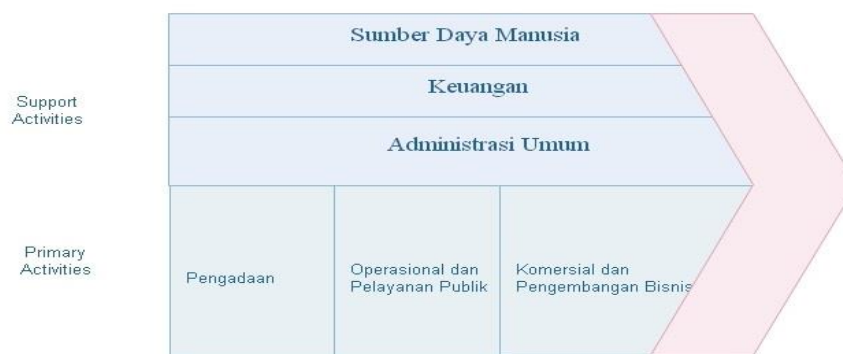 Sumber Daya Manusia
Keuangan
Administrasi Umum
Support
Activities
Primary
Activities
Pengadaan
Operasional dan
Pelayanan Publik
Komersial dan
Pengembangan Bisnis